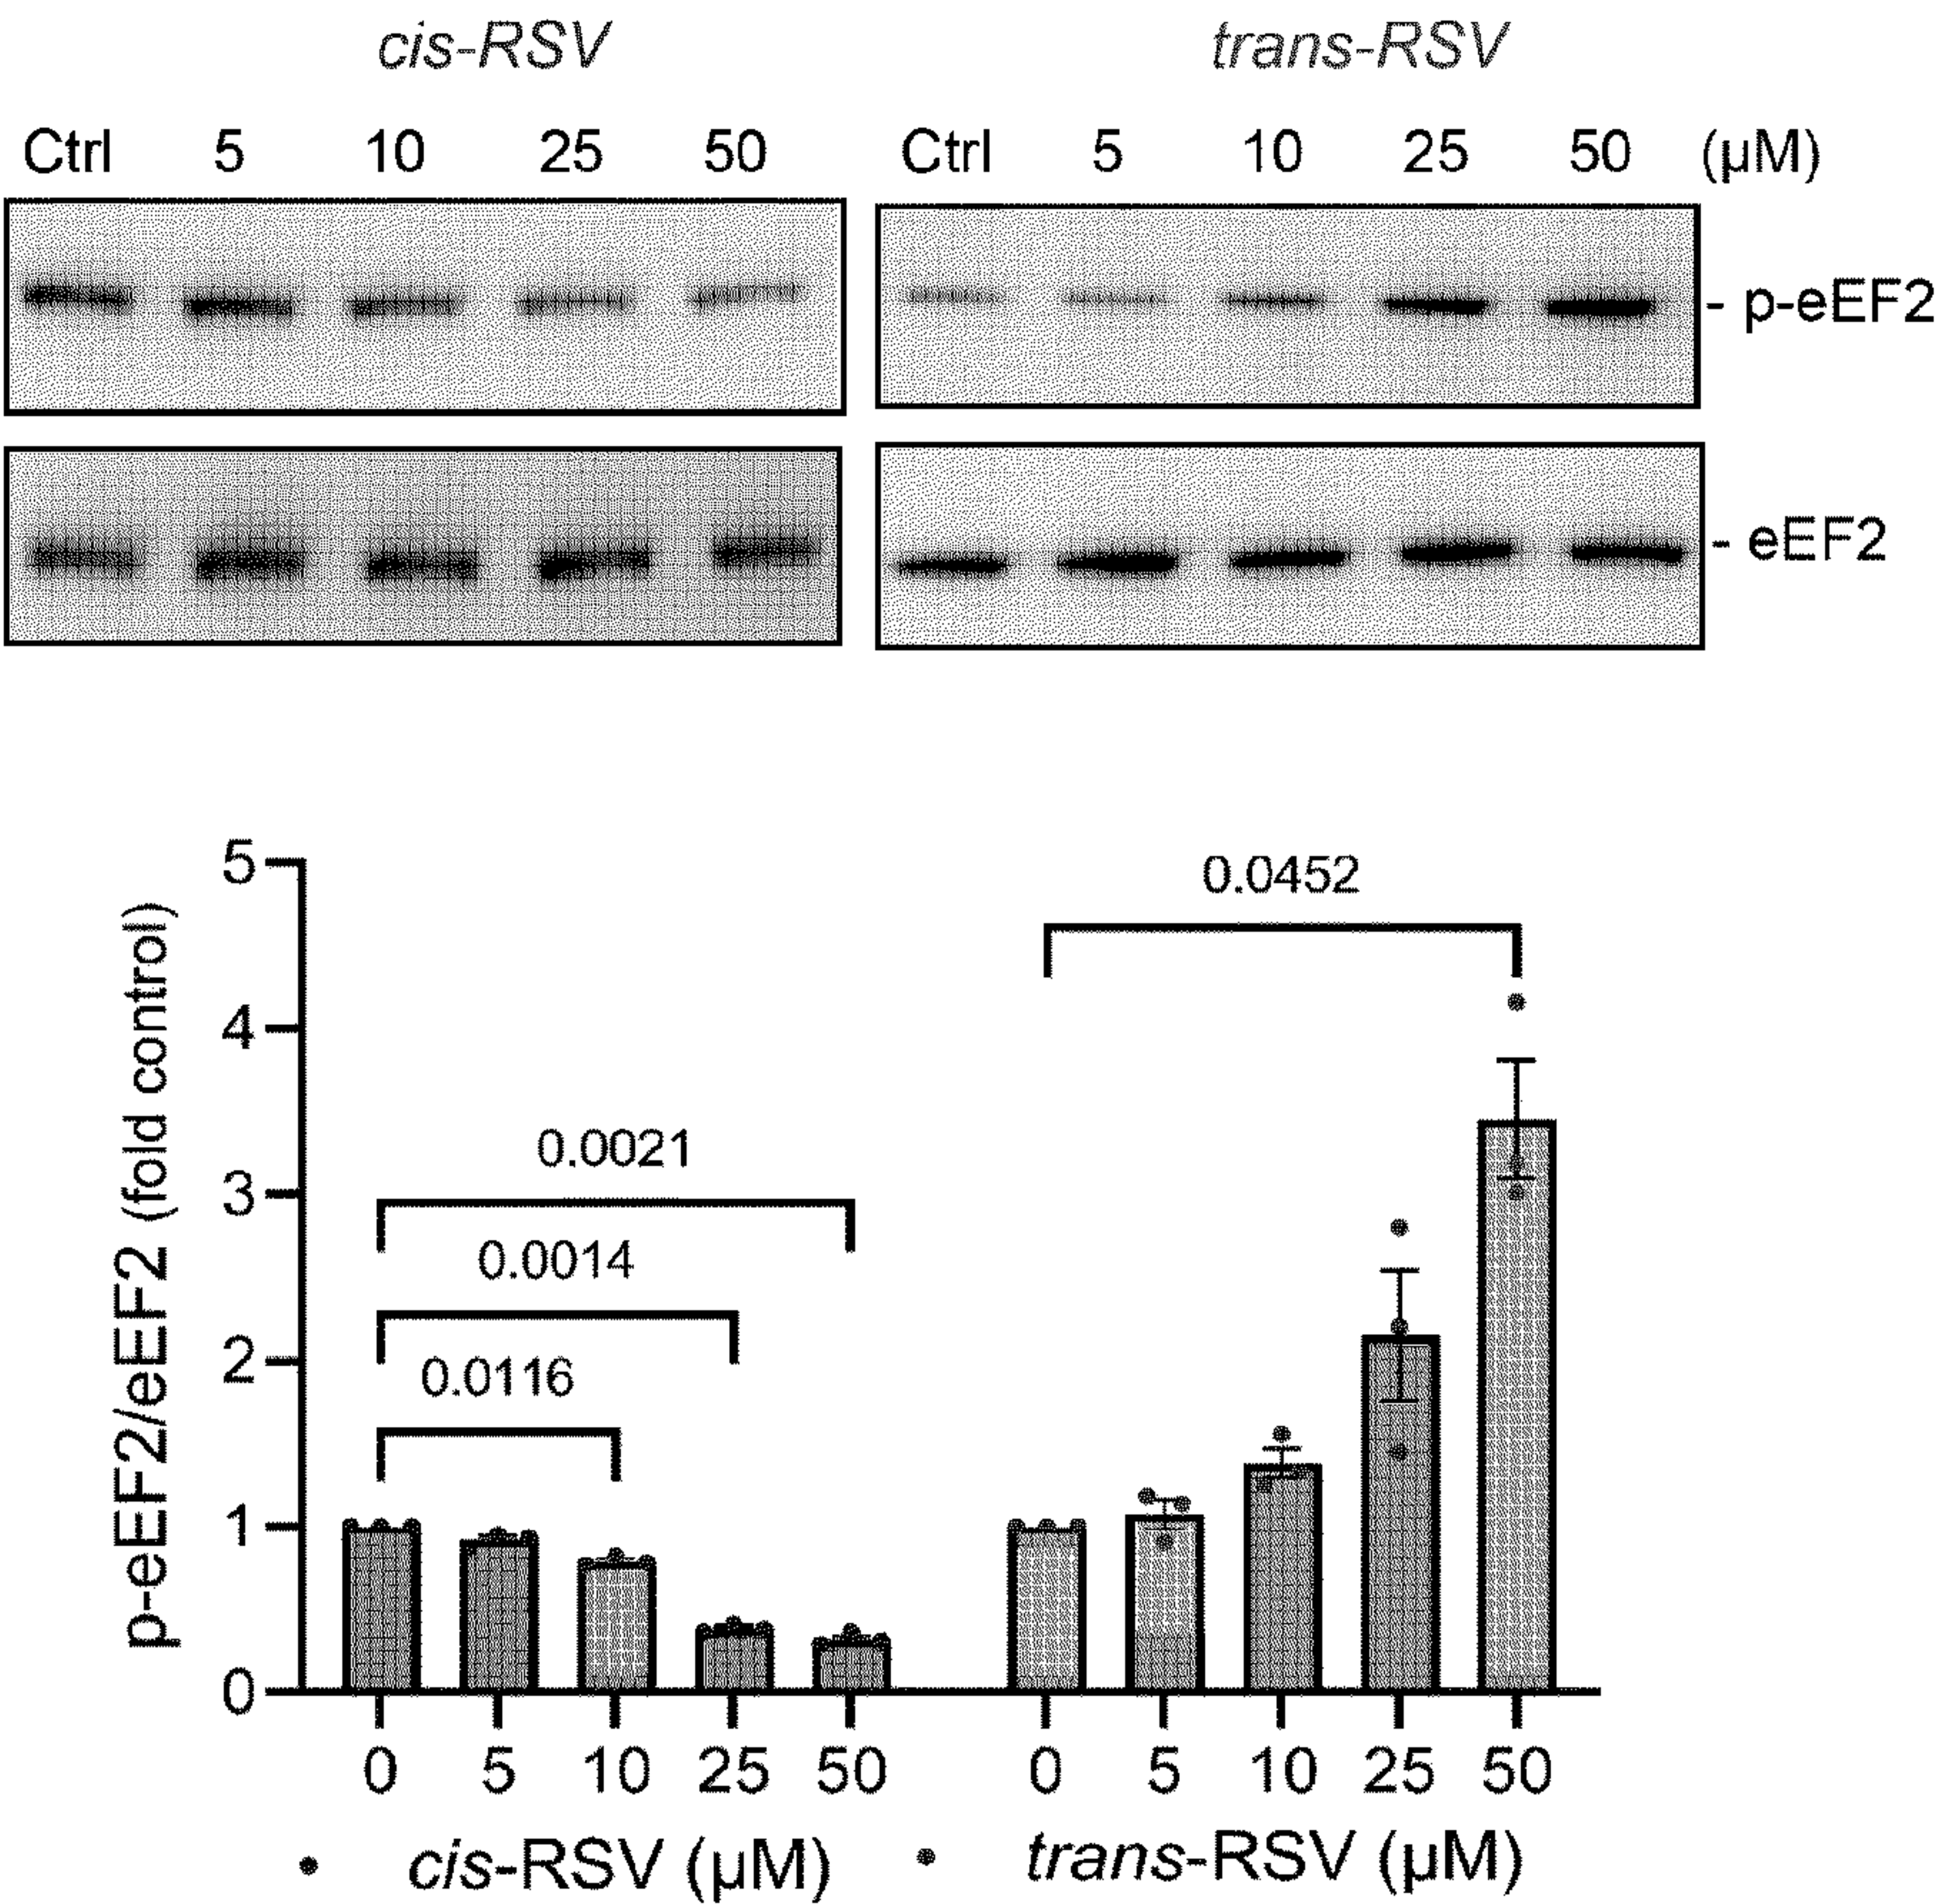 cis-RSV trans-RSV
Ctrl 5 10 25 50 Ctrl 5 10 25 50 (µM)
- p-eEF2
- eEF2
p-eEF2/eEF2 (fold control)
5
4
3
2
1
0
0.0452
0.0021
0.0014
0.0116
0 5 10 25 50 0 5 10 25 50
• cis-RSV (µM) • trans-RSV (µM)